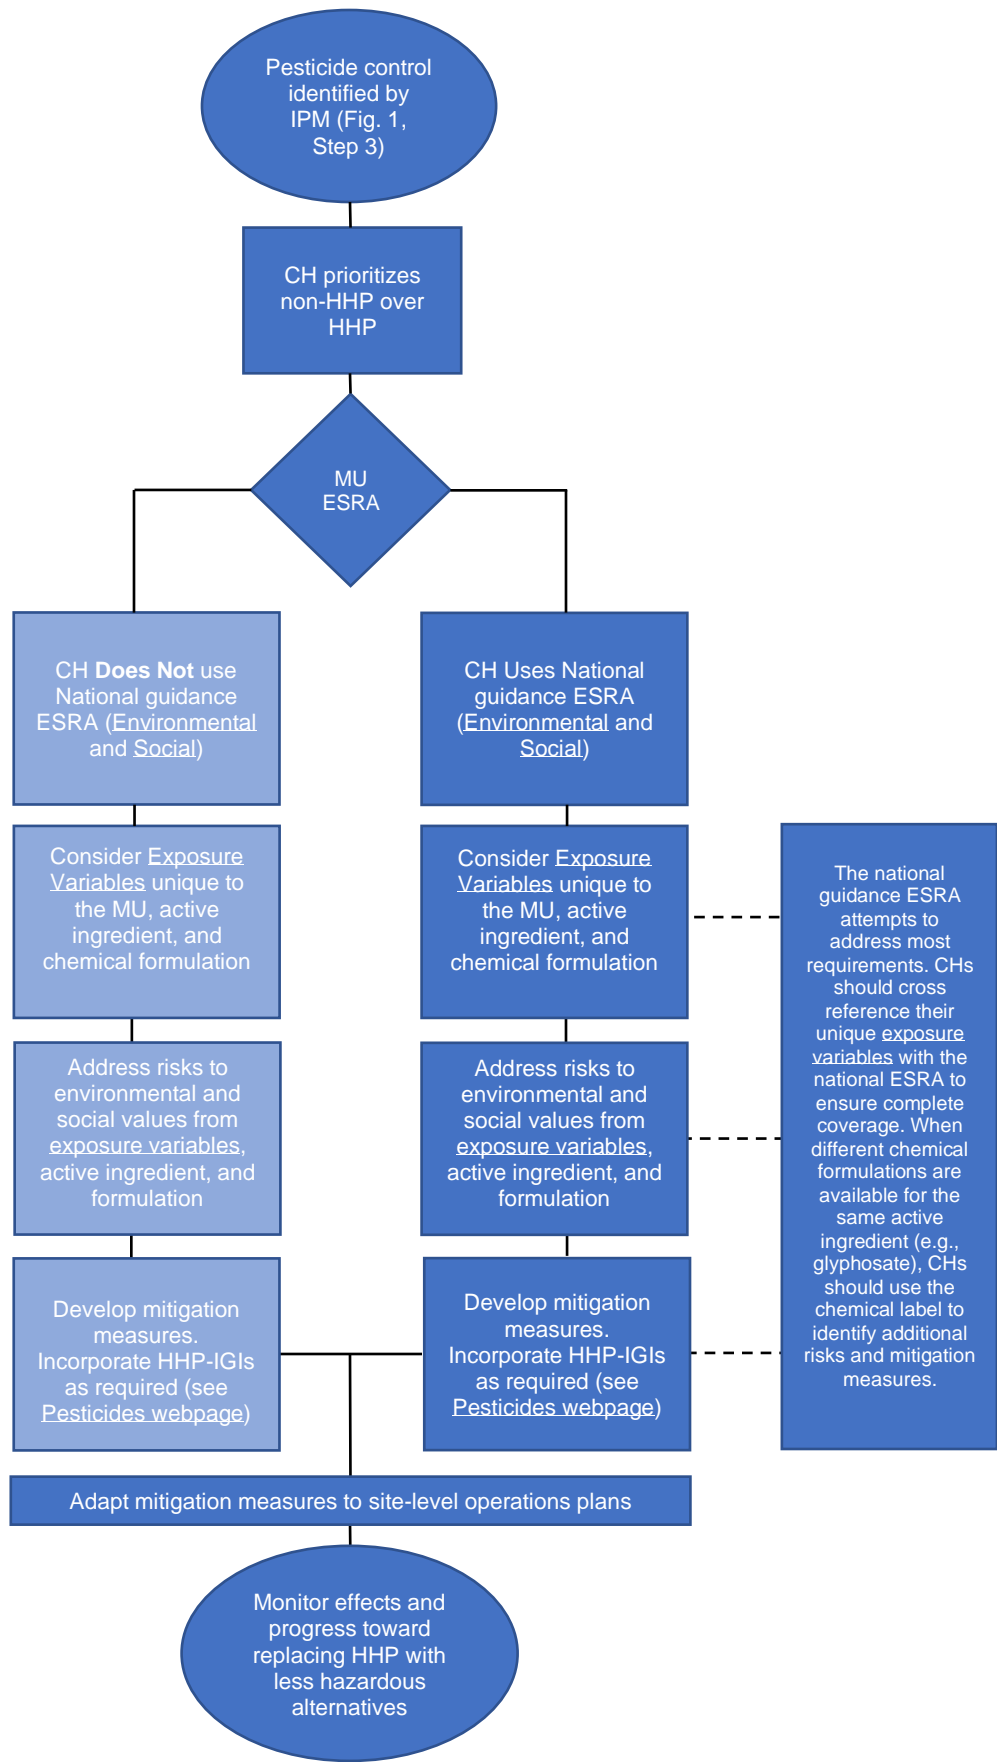 Pesticide control
identified by
IPM (Fig. 1,
Step 3)
CH prioritizes
non-HHP over
HHP
MU
ESRA
CH Does Not use
National guidance
ESRA (Environmental
and Social)
CH Uses National
guidance ESRA
(Environmental and
Social)
Consider Exposure
Variables unique to
the MU, active
ingredient, and
chemical formulation
Consider Exposure
Variables unique to
the MU, active
ingredient, and
chemical formulation
Address risks to
environmental and
social values from
exposure variables,
active ingredient, and
formulation
Address risks to
environmental and
social values from
exposure variables,
active ingredient, and
formulation
Develop mitigation
measures.
Incorporate HHP-IGIs
as required (see
Pesticides webpage)
Develop mitigation
measures.
Incorporate HHP-IGIs
as required (see
Pesticides webpage)
The national
guidance ESRA
attempts to
address most
requirements. CHs
should cross
reference their
unique exposure
variables with the
national ESRA to
ensure complete
coverage. When
different chemical
formulations are
available for the
same active
ingredient (e.g.,
glyphosate), CHs
should use the
chemical label to
identify additional
risks and mitigation
measures.
Adapt mitigation measures to site-level operations plans
Monitor effects and
progress toward
replacing HHP with
less hazardous
alternatives